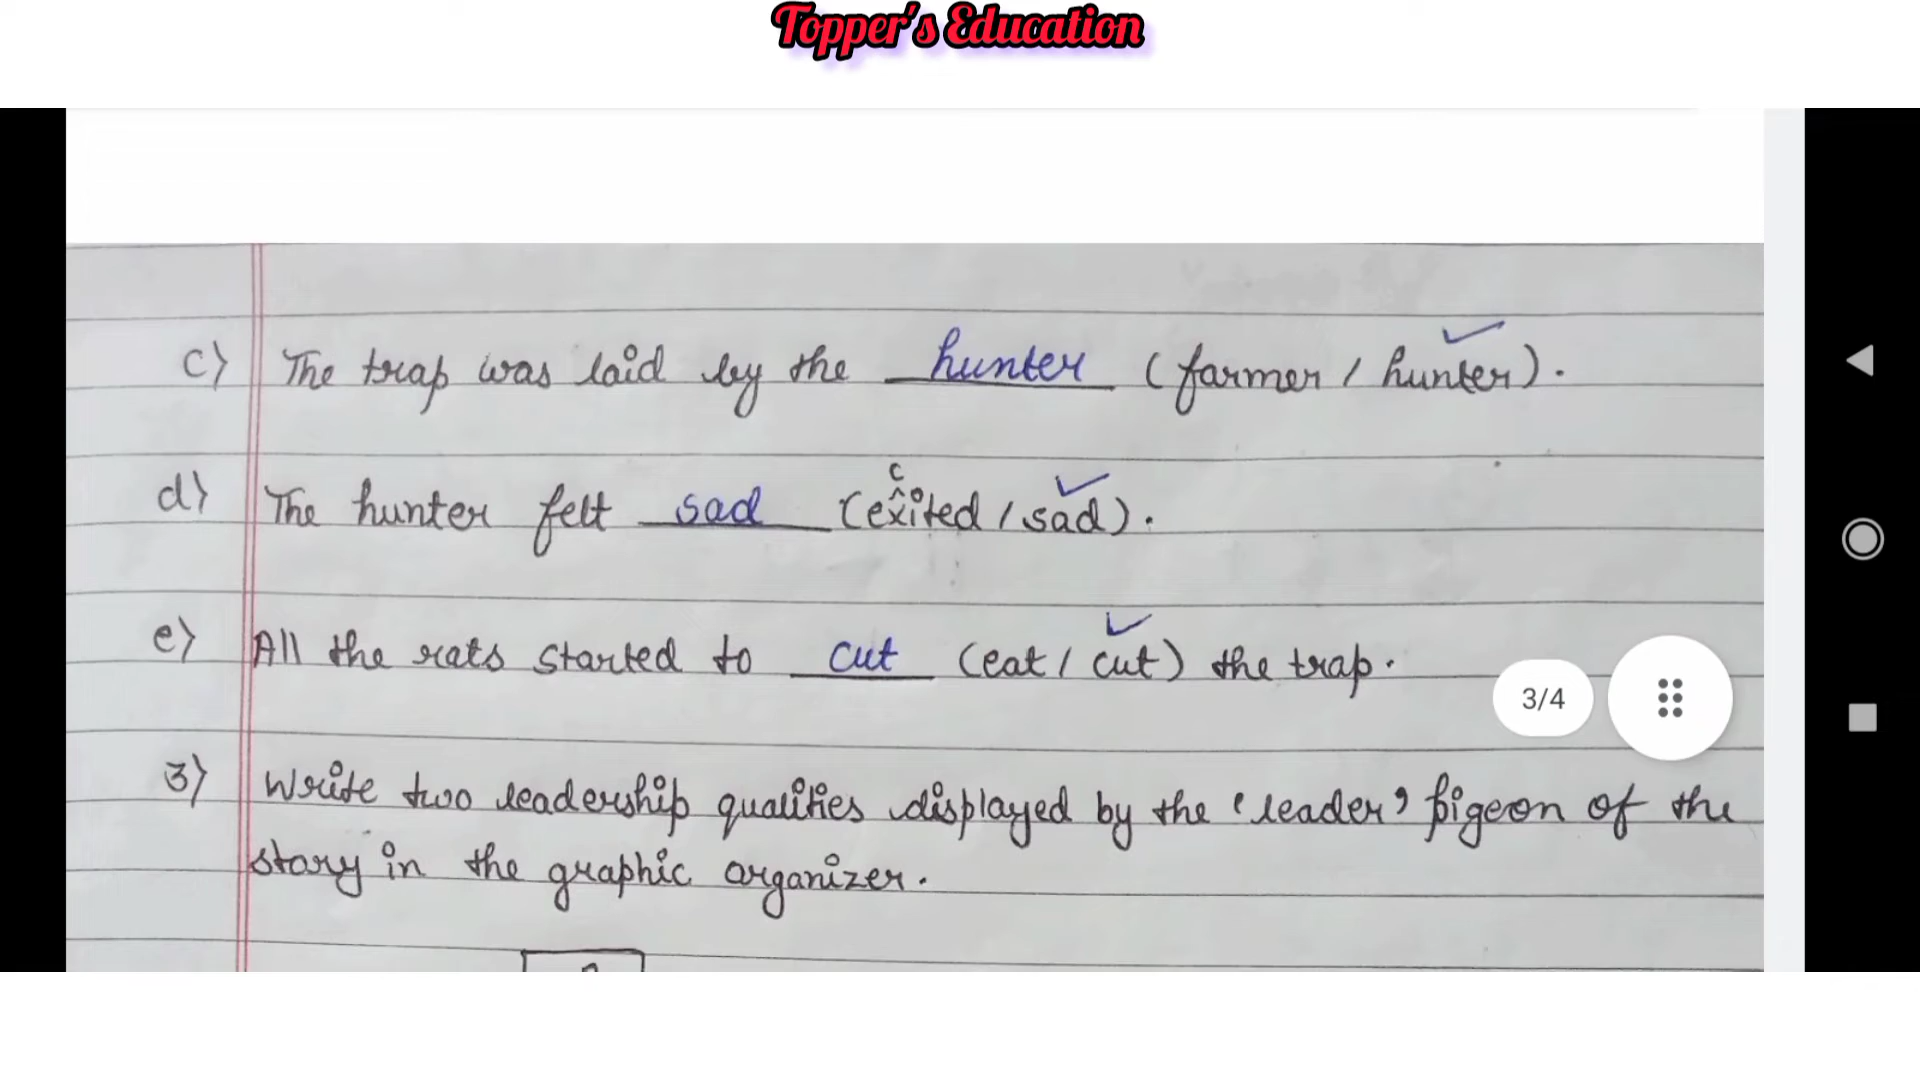 Topper's Education
c) The trap was laid by the hunter (farmer / hunter).
d) The hunter felt sad (excited / sad).
e) All the rats started to cut (eat / cut) the trap.
3/4
3) Write two leadership qualities displayed by the 'leader' pigeon of the
story in the graphic organizer.